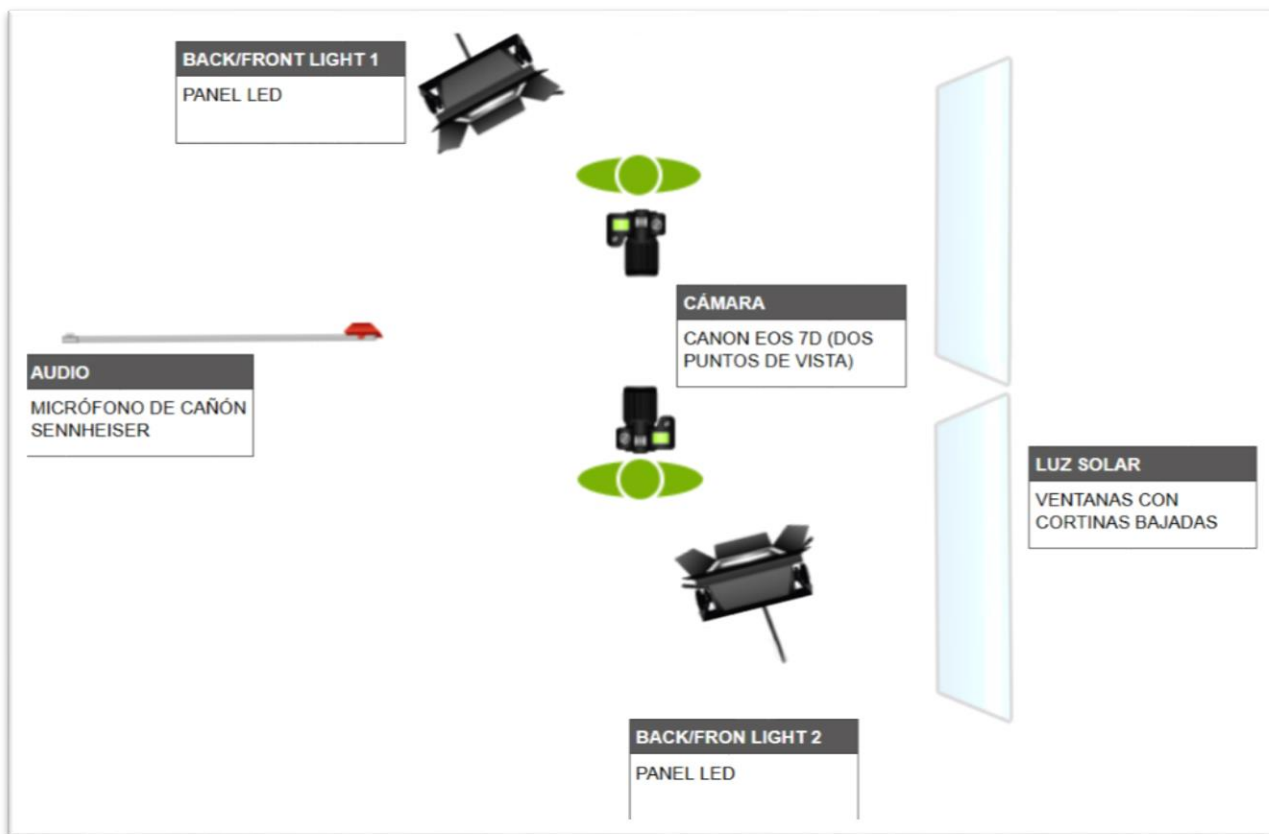 BACK/FRONT LIGHT 1
PANEL LED
CÁMARA
CANON EOS 7D (DOS
PUNTOS DE VISTA)
AUDIO
MICRÓFONO DE CAÑÓN
SENNHEISER
LUZ SOLAR
VENTANAS CON
CORTINAS BAJADAS
BACK/FRON LIGHT 2
PANEL LED